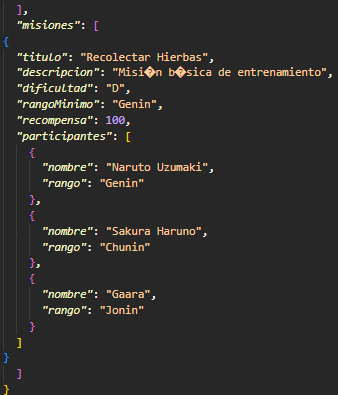 ],
"misiones": [
{
"titulo": "Recolectar Hierbas",
"descripcion": "Misi�n b�sica de entrenamiento",
"dificultad": "D",
"rangoMinimo": "Genin",
"recompensa": 100,
"participantes": [
{
"nombre": "Naruto Uzumaki",
"rango": "Genin"
},
{
"nombre": "Sakura Haruno",
"rango": "Chunin"
},
{
"nombre": "Gaara",
"rango": "Jonin"
}
]
}
]
}